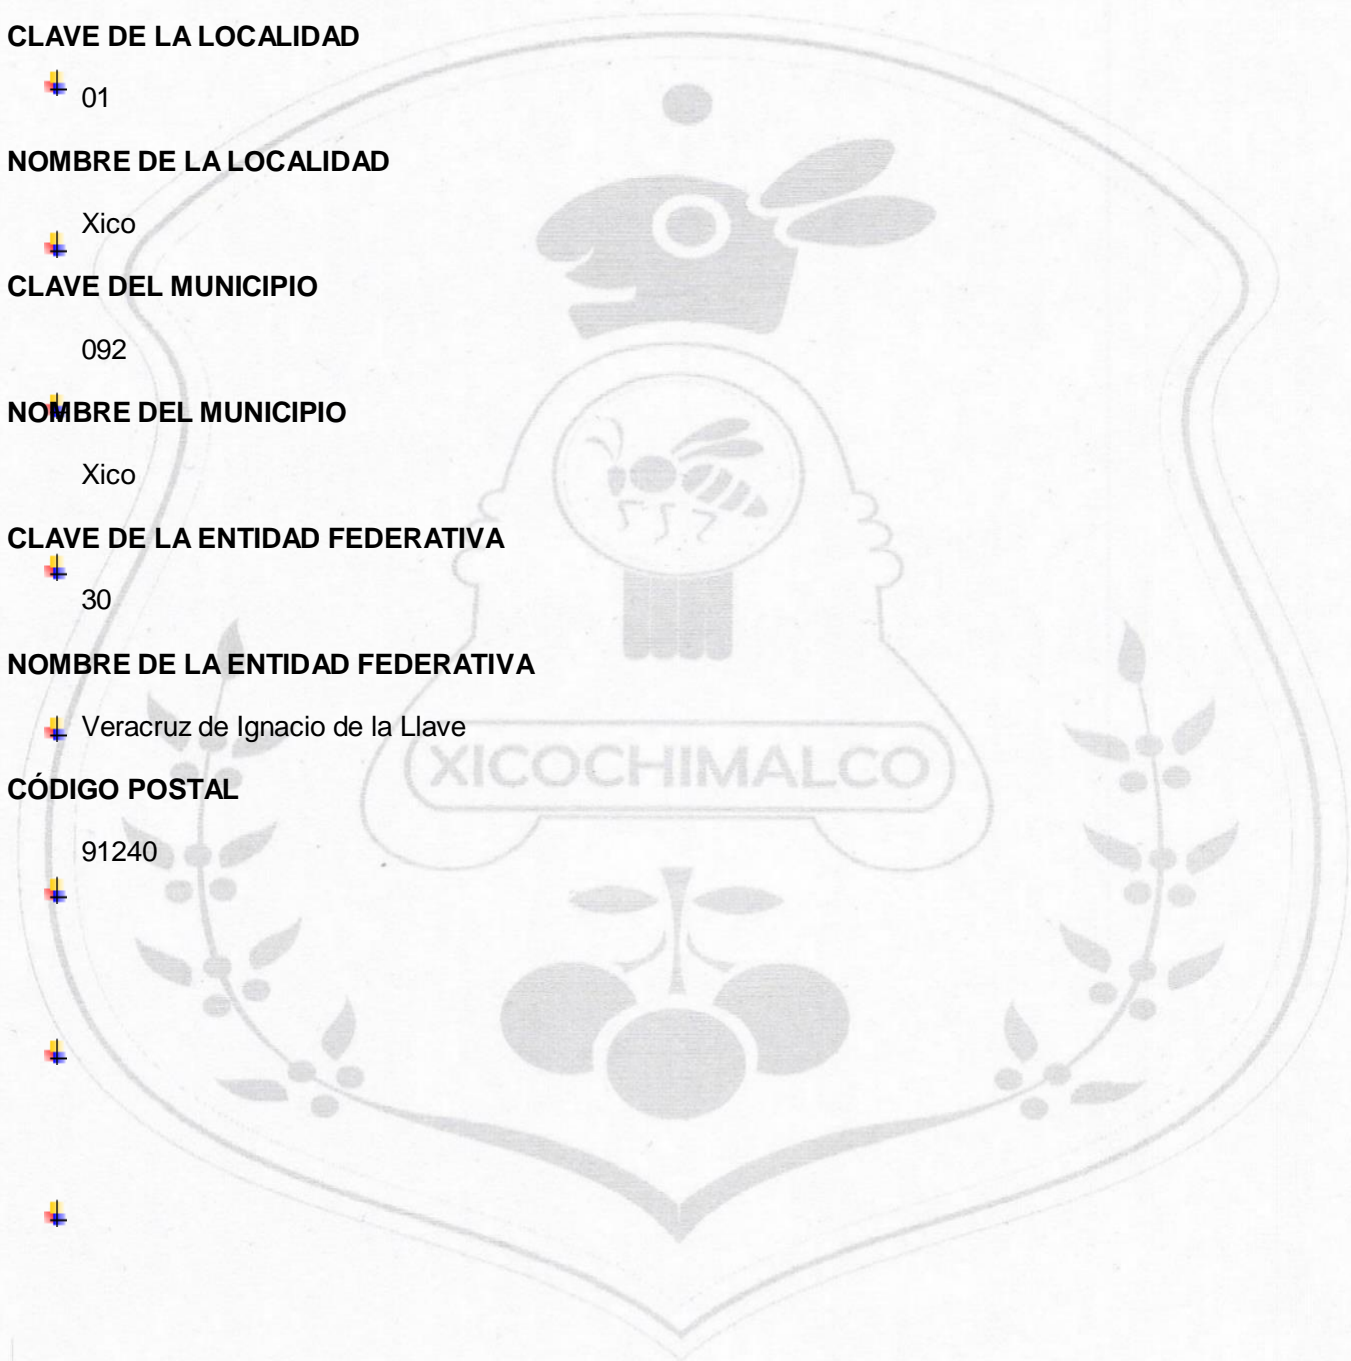 CLAVE DE LA LOCALIDAD
01
NOMBRE DE LA LOCALIDAD
Xico
CLAVE DEL MUNICIPIO
092
NOMBRE DEL MUNICIPIO
Xico
CLAVE DE LA ENTIDAD FEDERATIVA
30
NOMBRE DE LA ENTIDAD FEDERATIVA
Veracruz de Ignacio de la Llave
XICOCHIMALCO
CÓDIGO POSTAL
91240